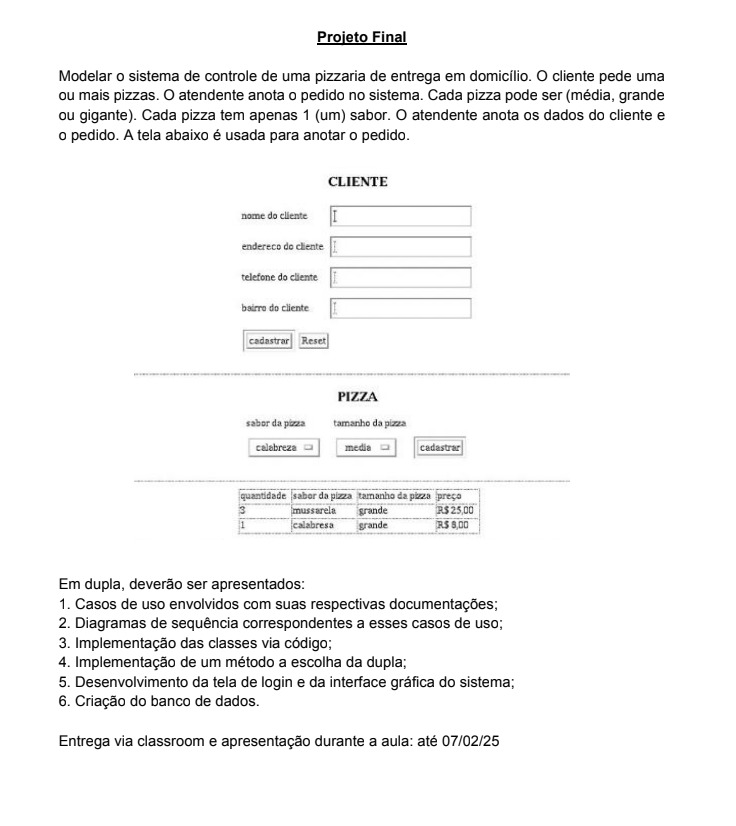 Projeto Final
Modelar o sistema de controle de uma pizzaria de entrega em domicílio. O cliente pede uma
ou mais pizzas. O atendente anota o pedido no sistema. Cada pizza pode ser (média, grande
ou gigante). Cada pizza tem apenas 1 (um) sabor. O atendente anota os dados do cliente e
o pedido. A tela abaixo é usada para anotar o pedido.
CLIENTE
nome do cliente
endereco do cliente
telefone do cliente
bairro do cliente
cadastrar Reset
PIZZA
sabor da pizza tamanho da pizza
calabreza media cadastrar
quantidade sabor da pizza tamanho da pizza preço
3 mussarela grande R$ 25,00
1 calabresa grande R$ 8,00
Em dupla, deverão ser apresentados:
1. Casos de uso envolvidos com suas respectivas documentações;
2. Diagramas de sequência correspondentes a esses casos de uso;
3. Implementação das classes via código;
4. Implementação de um método a escolha da dupla;
5. Desenvolvimento da tela de login e da interface gráfica do sistema;
6. Criação do banco de dados.
Entrega via classroom e apresentação durante a aula: até 07/02/25